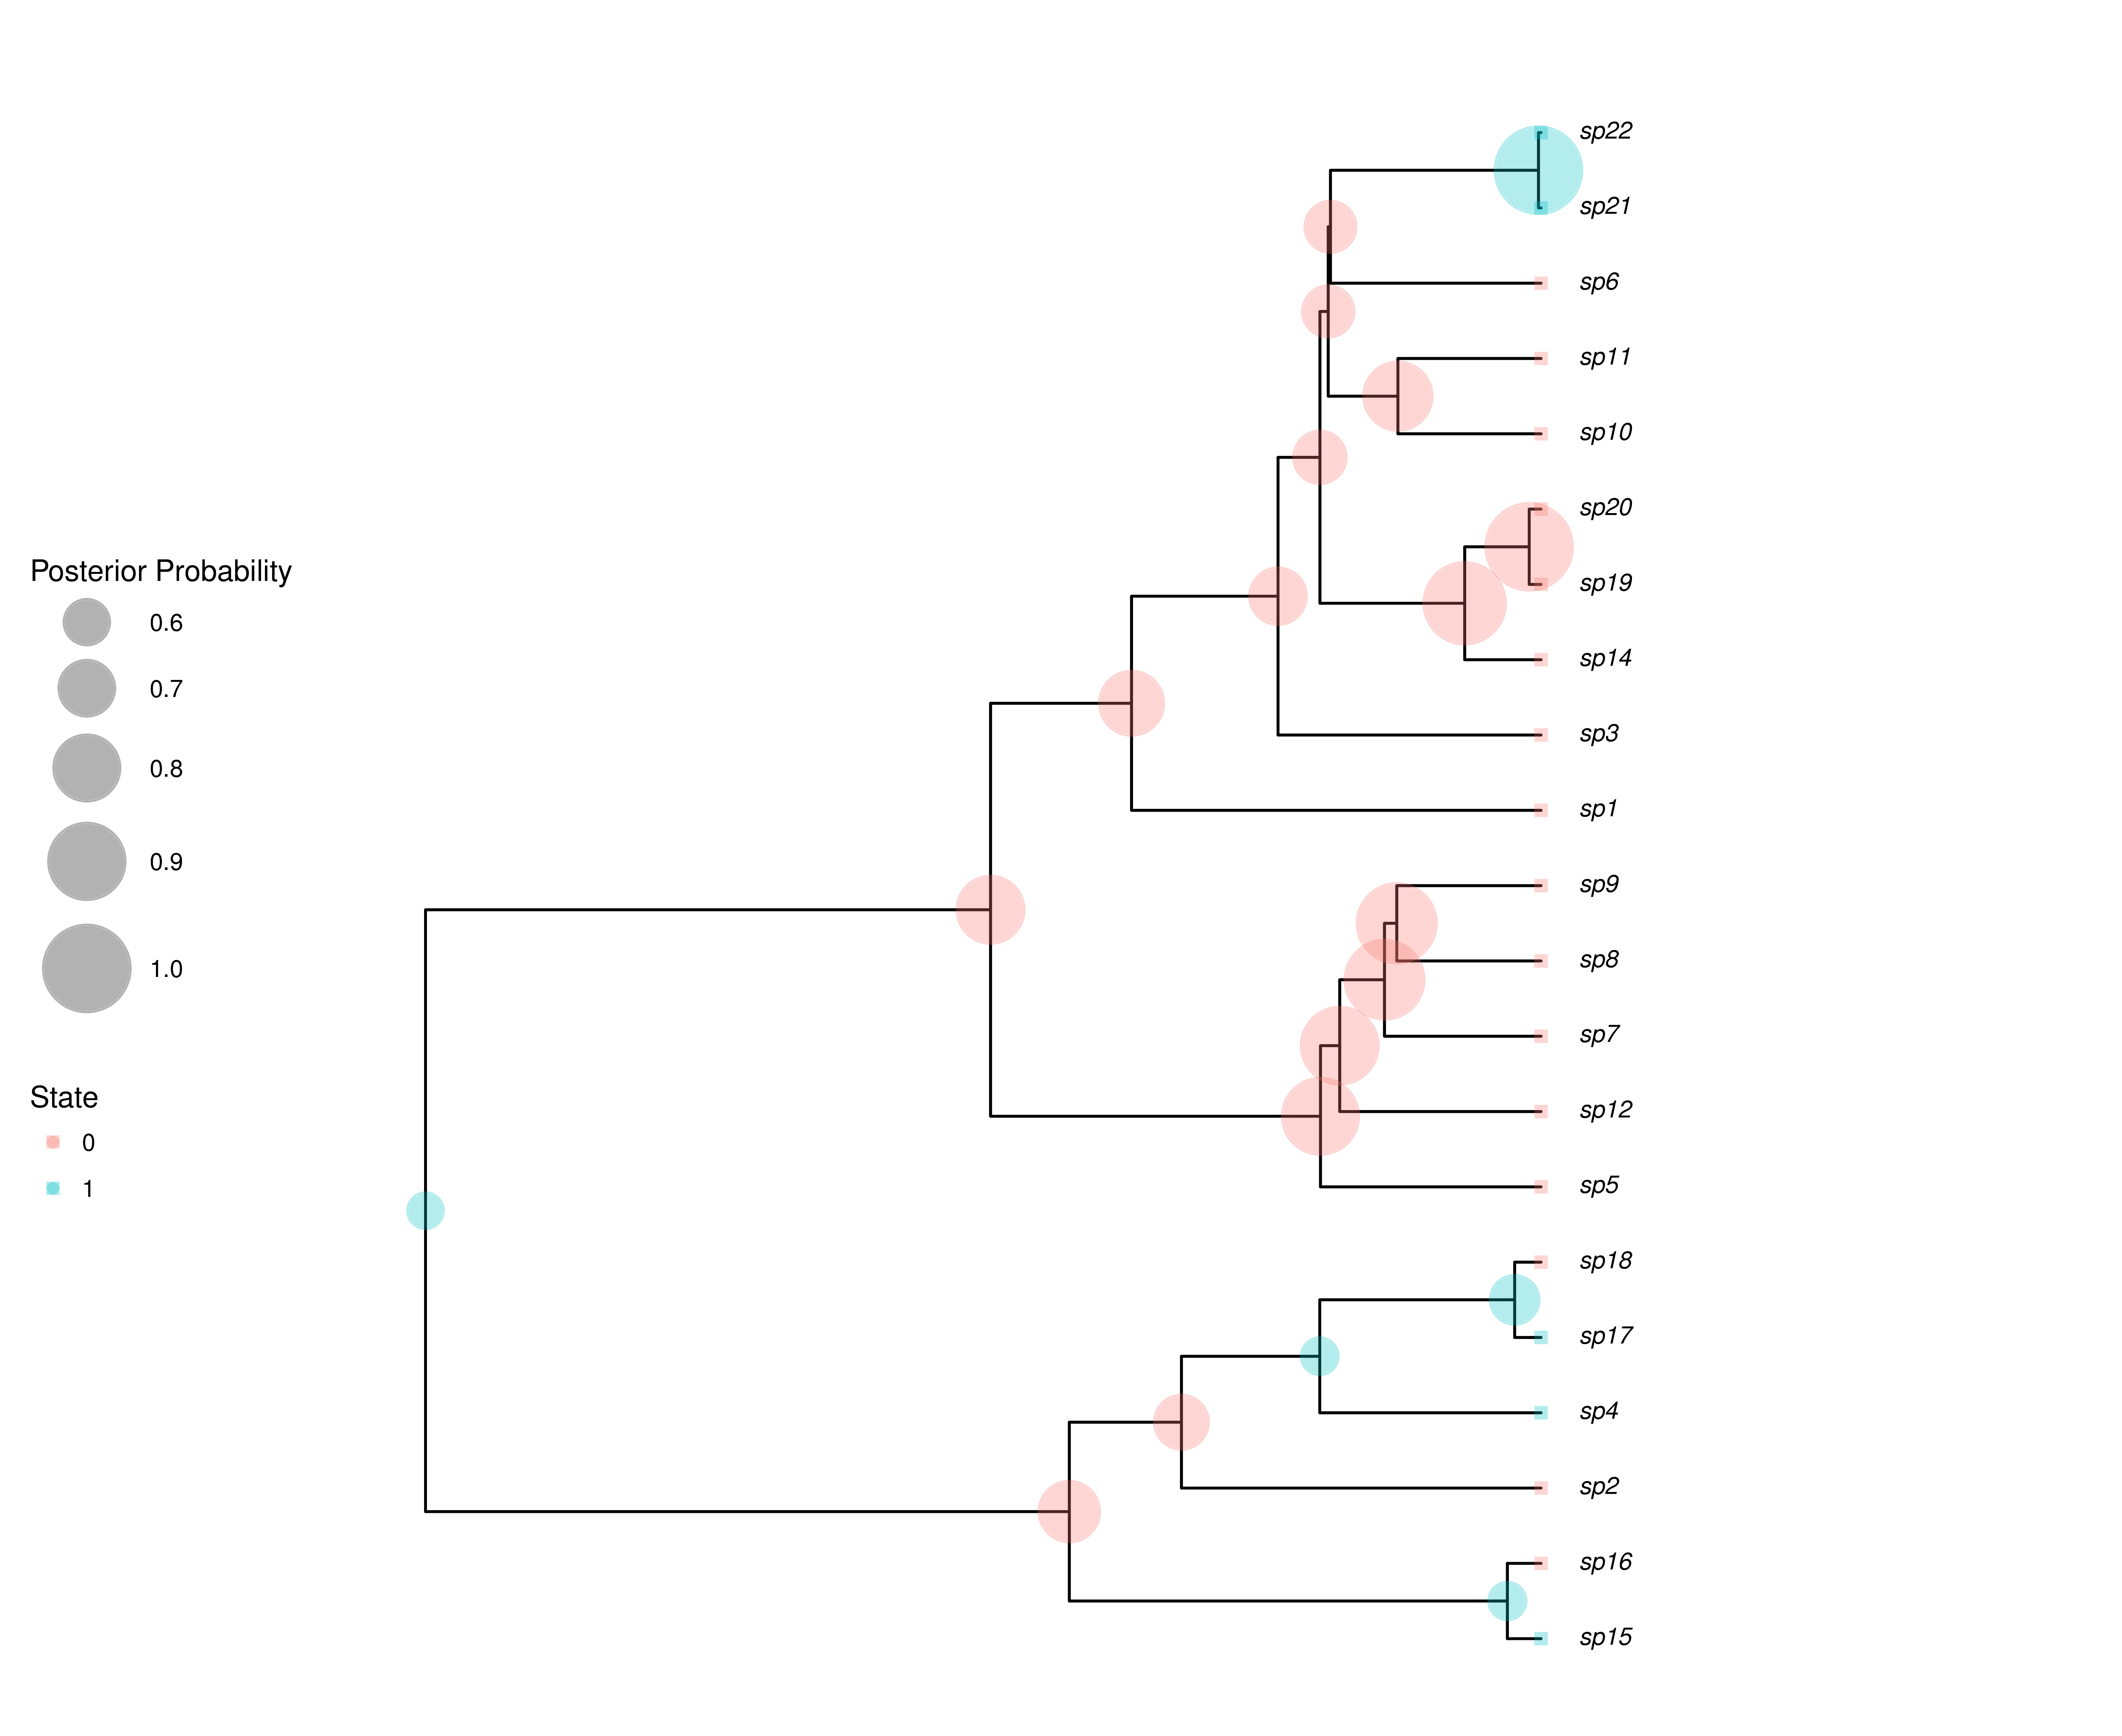 Posterior Probability
0.6
0.7
0.8
0.9
1.0
State
0
1
sp22
sp21
sp6
sp11
sp10
sp20
sp19
sp14
sp3
sp1
sp9
sp8
sp7
sp12
sp5
sp18
sp17
sp4
sp2
sp16
sp15